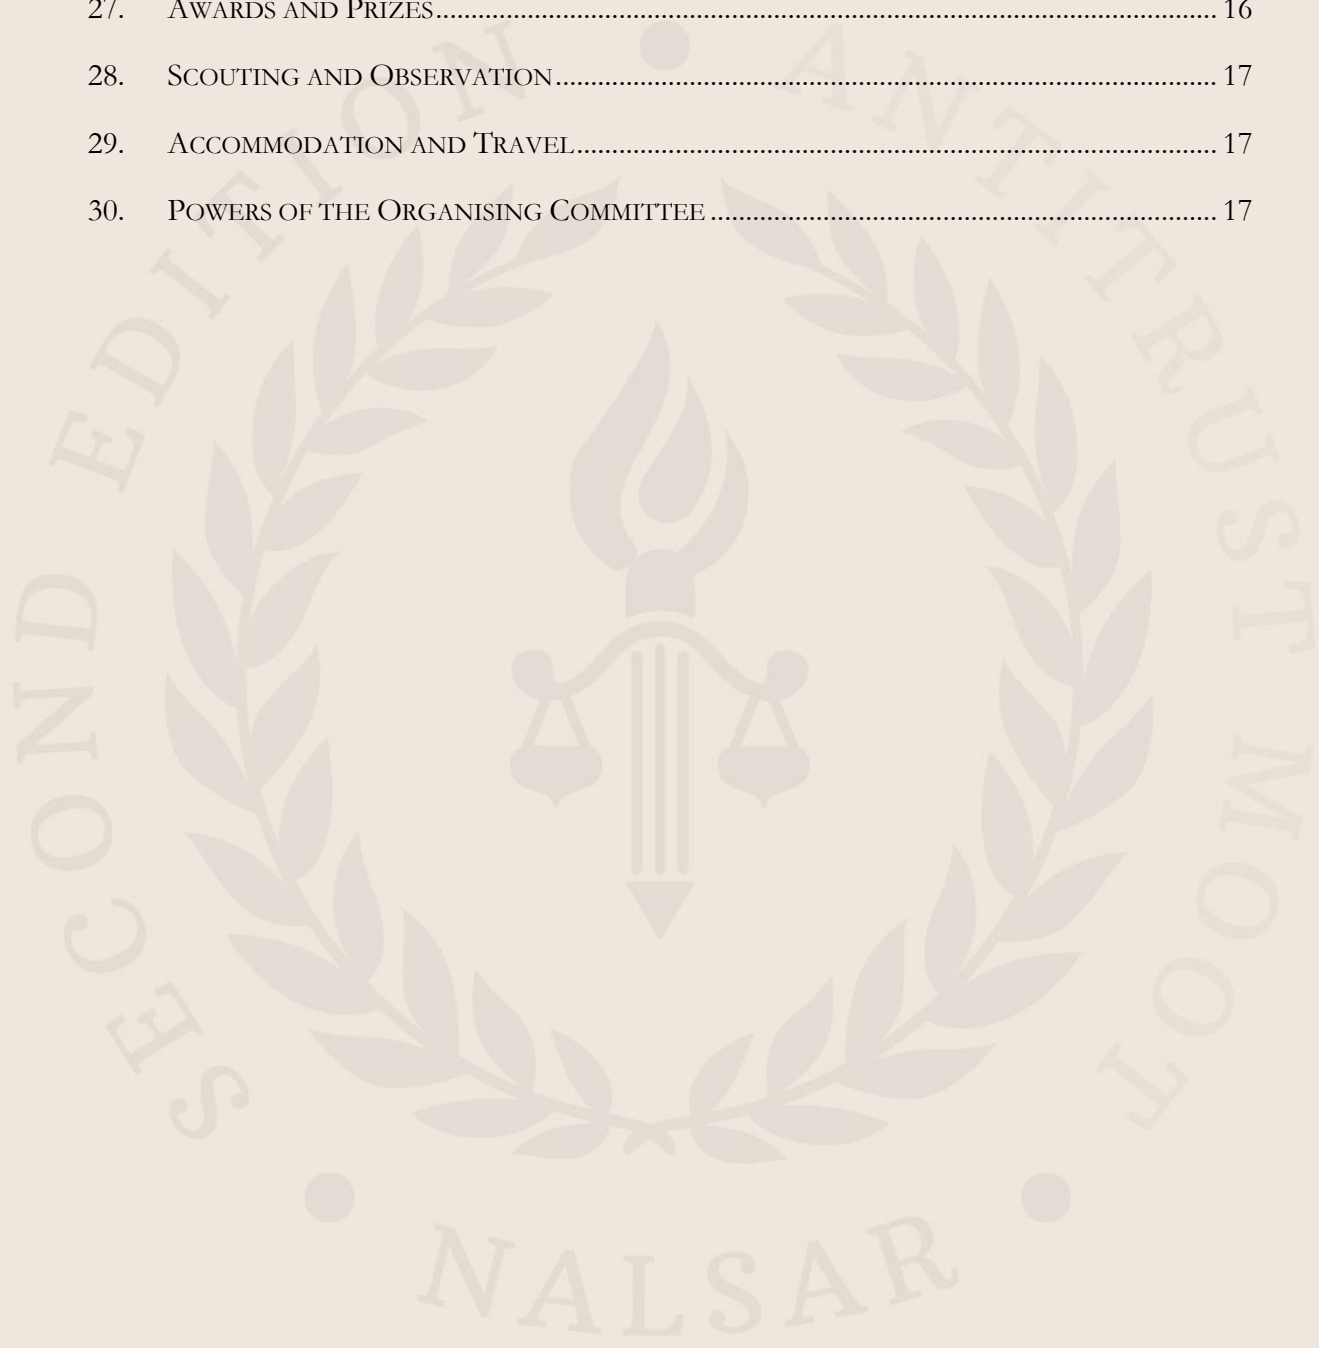 27. AWARDS AND PRIZES........................................................................................................ 16
28. SCOUTING AND OBSERVATION........................................................................................ 17
29. ACCOMMODATION AND TRAVEL..................................................................................... 17
30. POWERS OF THE ORGANISING COMMITTEE ................................................................... 17
SECOND EDITION • ANTITRUST MOOT
• NALSAR •